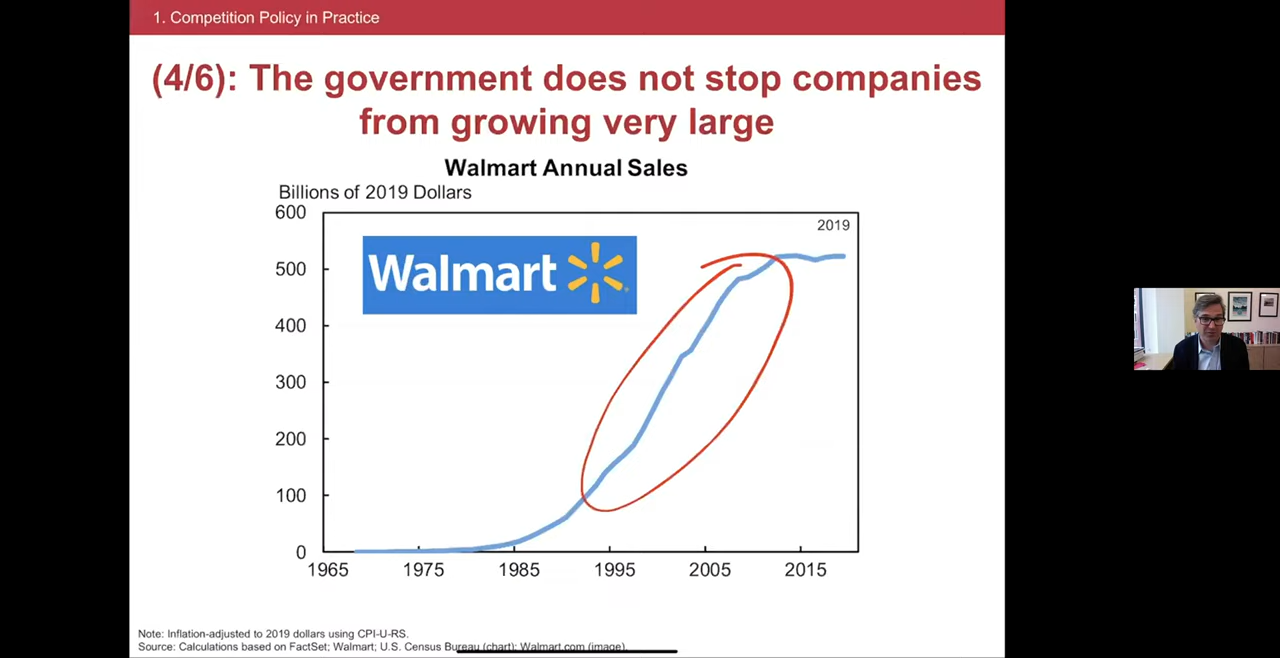 1. Competition Policy in Practice
(4/6): The government does not stop companies
from growing very large
Walmart Annual Sales
Billions of 2019 Dollars
600
2019
Walmart
500
400
300
200
100
0
1965 1975 1985 1995 2005 2015
Note: Inflation-adjusted to 2019 dollars using CPI-U-RS.
Source: Calculations based on FactSet; Walmart; U.S. Census Bureau (chart); Walmart.com (image).